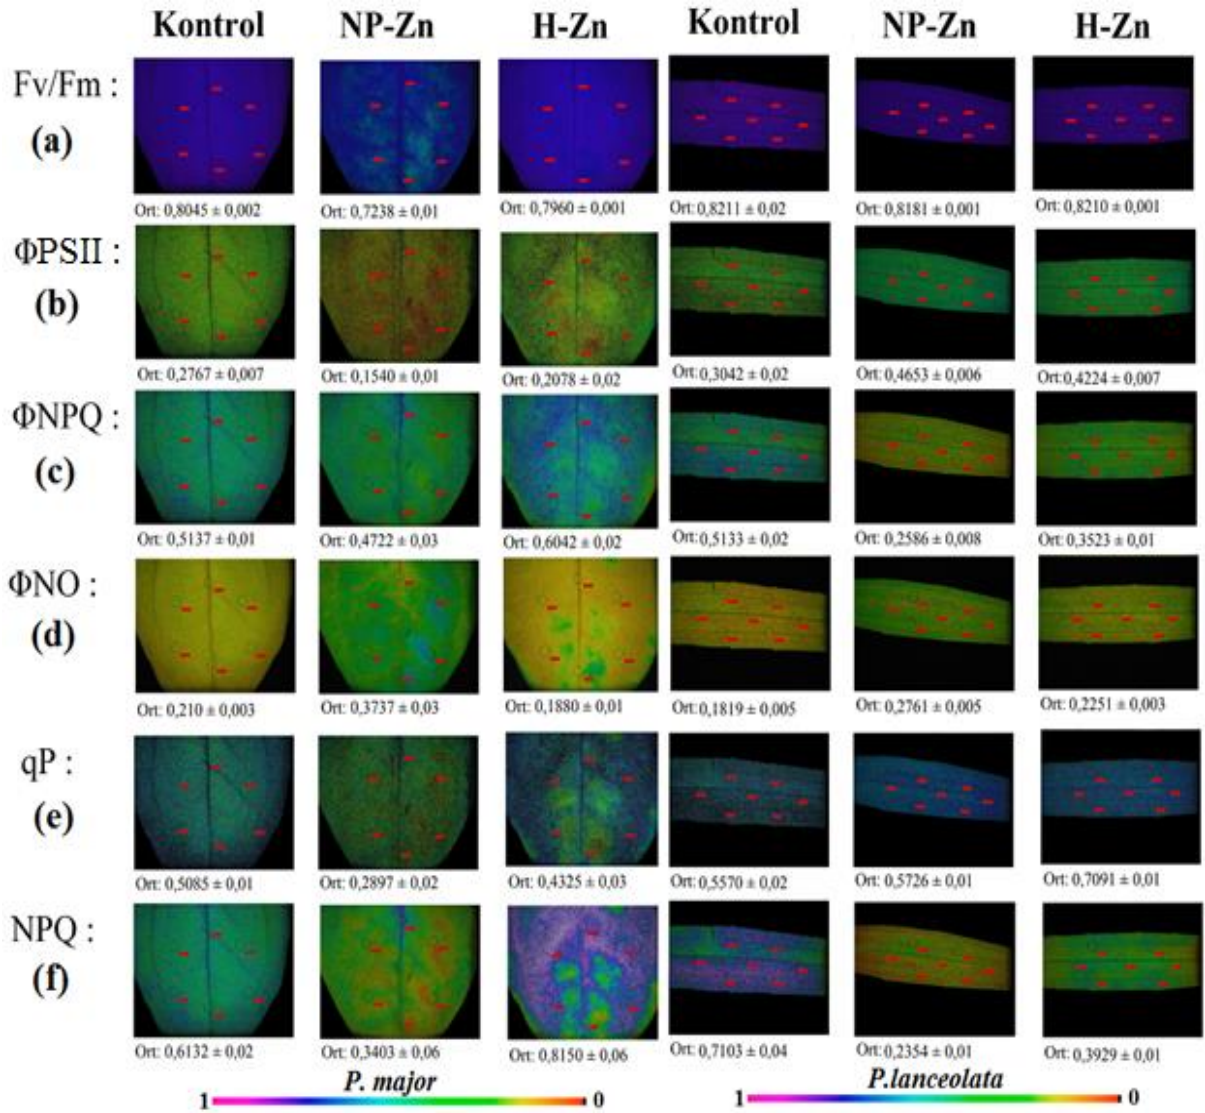 Kontrol NP-Zn H-Zn Kontrol NP-Zn H-Zn
Fv/Fm :
(a)
Ort: 0,8045 ± 0,002 Ort: 0,7238 ± 0,01 Ort: 0,7960 ± 0,001 Ort: 0,8211 ± 0,02 Ort: 0,8181 ± 0,001 Ort: 0,8210 ± 0,001
ΦPSII :
(b)
Ort: 0,2767 ± 0,007 Ort: 0,1540 ± 0,01 Ort: 0,2078 ± 0,02 Ort: 0,3042 ± 0,02 Ort: 0,4653 ± 0,006 Ort: 0,4224 ± 0,007
ΦNPQ :
(c)
Ort: 0,5137 ± 0,01 Ort: 0,4722 ± 0,03 Ort: 0,6042 ± 0,02 Ort: 0,5133 ± 0,02 Ort: 0,2586 ± 0,008 Ort: 0,3523 ± 0,01
ΦNO :
(d)
Ort: 0,210 ± 0,003 Ort: 0,3737 ± 0,03 Ort: 0,1880 ± 0,01 Ort: 0,1819 ± 0,005 Ort: 0,2761 ± 0,005 Ort: 0,2251 ± 0,003
qP :
(e)
Ort: 0,5085 ± 0,01 Ort: 0,2897 ± 0,02 Ort: 0,4325 ± 0,03 Ort: 0,5570 ± 0,02 Ort: 0,5726 ± 0,01 Ort: 0,7091 ± 0,01
NPQ :
(f)
Ort: 0,6132 ± 0,02 Ort: 0,3403 ± 0,06 Ort: 0,8150 ± 0,06 Ort: 0,7103 ± 0,04 Ort: 0,2354 ± 0,01 Ort: 0,3929 ± 0,01
P. major P.lanceolata
1 0 1 0